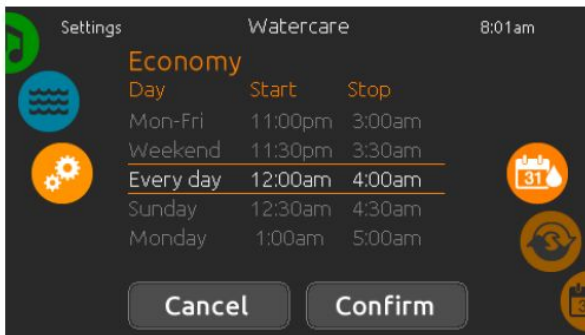 Settings Watercare 8:01am
Economy
Day Start Stop
Mon-Fri 11:00pm 3:00am
Weekend 11:30pm 3:30am
Every day 12:00am 4:00am
31
Sunday 12:30am 4:30am
Monday 1:00am 5:00am
Cancel Confirm